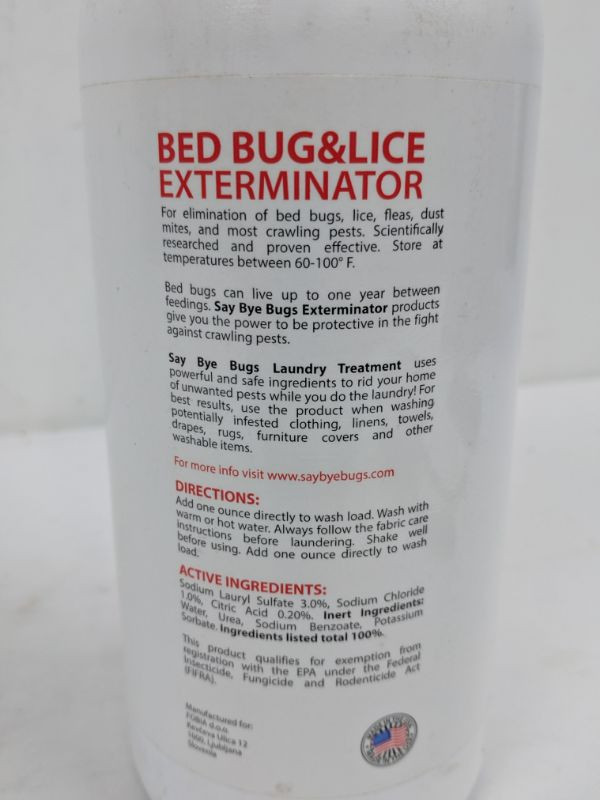 BED BUG&LICE
EXTERMINATOR
For elimination of bed bugs, lice, fleas, dust
mites, and most crawling pests. Scientifically
researched and proven effective. Store at
temperatures between 60-100° F.
Bed bugs can live up to one year between
feedings. Say Bye Bugs Exterminator products
give you the power to be protective in the fight
against crawling pests.
Say Bye Bugs Laundry Treatment uses
powerful and safe ingredients to rid your home
of unwanted pests while you do the laundry! For
best results, use the product when washing
potentially infested clothing, linens, towels,
drapes, rugs, furniture covers and other
washable items.
For more info visit www.saybyebugs.com
DIRECTIONS:
Add one ounce directly to wash load. Wash with
warm or hot water. Always follow the fabric care
instructions before laundering. Shake well
before using. Add one ounce directly to wash
load.
ACTIVE INGREDIENTS:
Sodium Lauryl Sulfate 3.0%, Sodium Chloride
1.0%, Citric Acid 0.20%. Inert Ingredients:
Water, Urea, Sodium Benzoate, Potassium
Sorbate. Ingredients listed total 100%.
This product qualifies for exemption from
registration with the EPA under the Federal
Insecticide, Fungicide and Rodenticide Act
(FIFRA).
Manufactured for:
FOBIA d.o.o.
Ulica 12
1000, Ljubljana
Slovenia